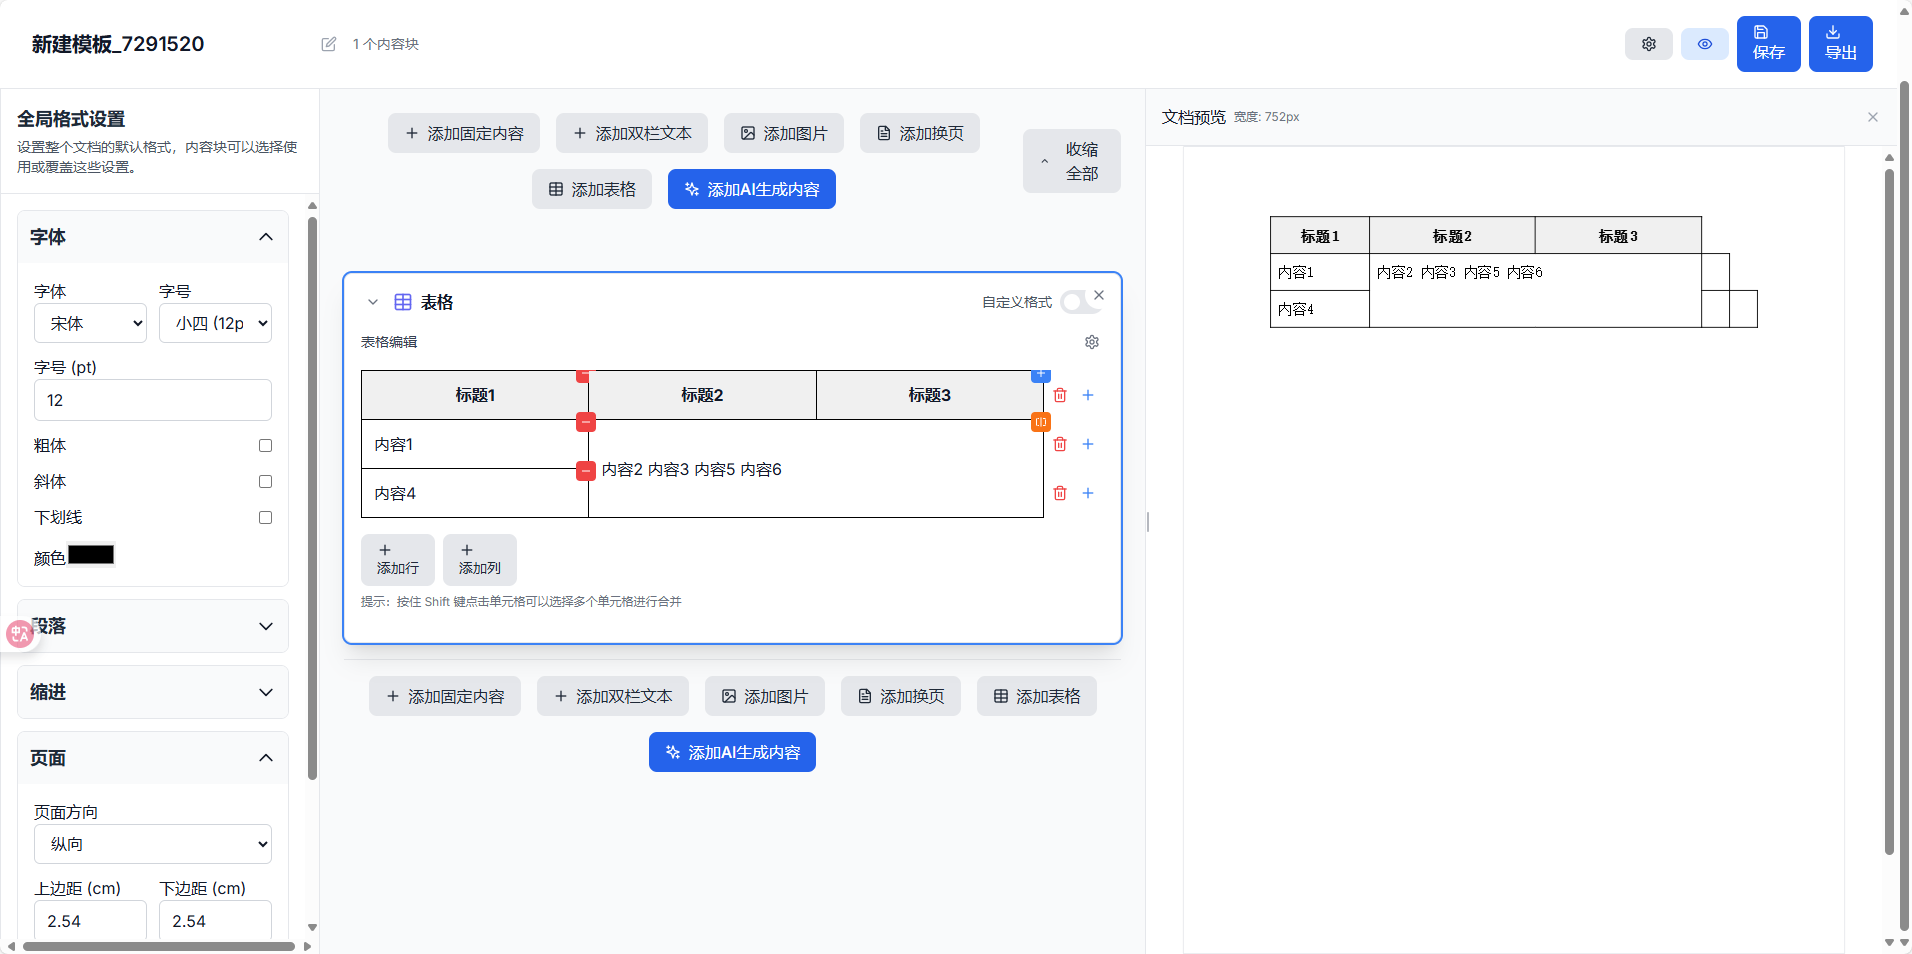 新建模板_7291520
1 个内容块
保存
导出
全局格式设置
设置整个文档的默认格式，内容块可以选择使
用或覆盖这些设置。
字体
字体
字号
宋体
小四 (12p
字号 (pt)
12
粗体
斜体
下划线
颜色
段落
缩进
页面
页面方向
纵向
上边距 (cm)
下边距 (cm)
2.54
2.54
添加固定内容
添加双栏文本
添加图片
添加换页
添加表格
添加AI生成内容
收缩
全部
表格
自定义格式
表格编辑
标题1
标题2
标题3
内容1
内容2 内容3 内容5 内容6
内容4
添加行
添加列
提示：按住 Shift 键点击单元格可以选择多个单元格进行合并
添加固定内容
添加双栏文本
添加图片
添加换页
添加表格
添加AI生成内容
文档预览 宽度: 752px
标题1
标题2
标题3
内容1
内容2 内容3 内容5 内容6
内容4